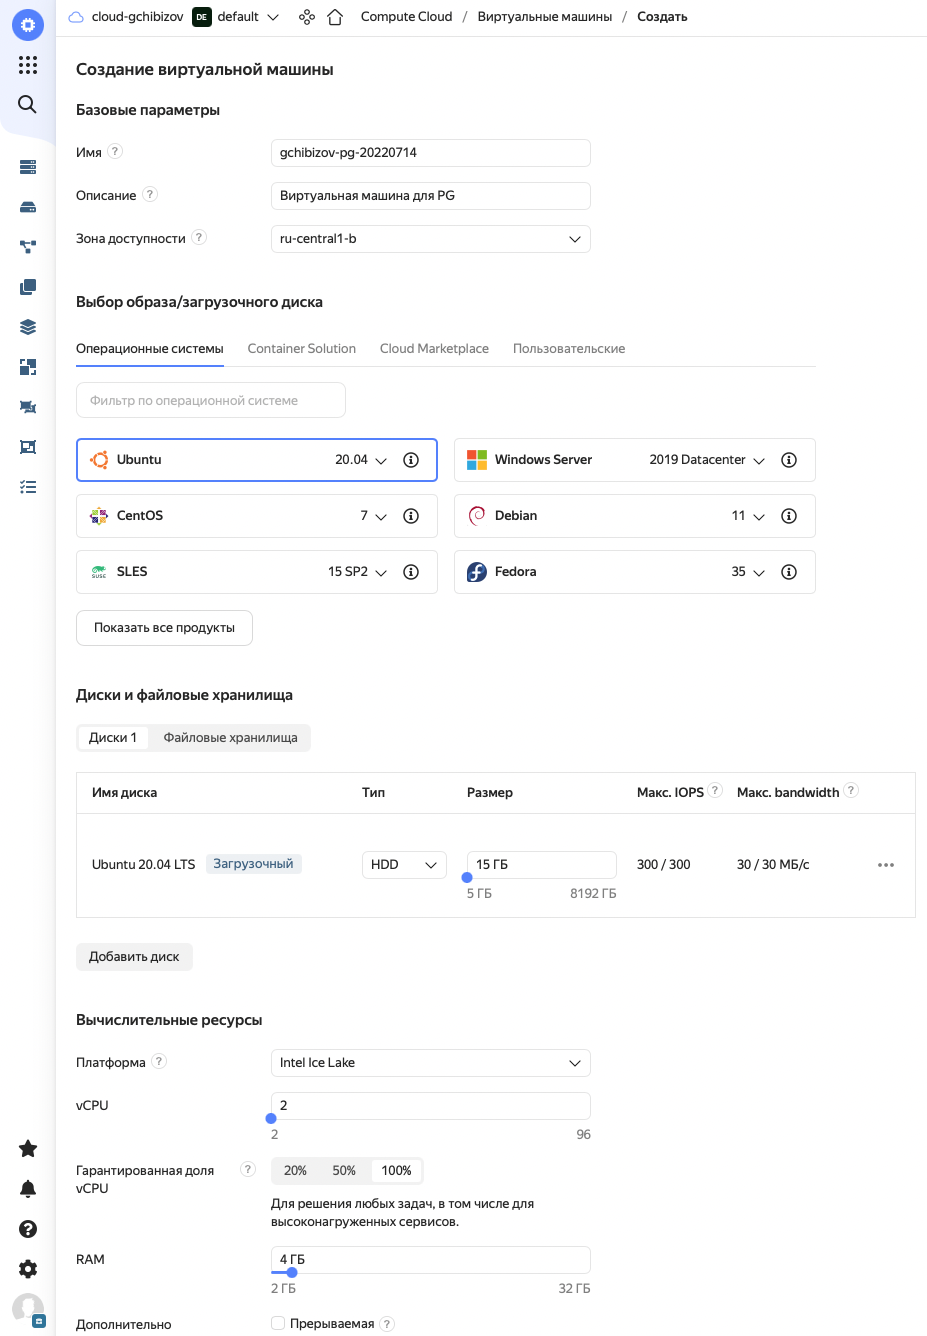 cloud-gchibizov DE default Compute Cloud / Виртуальные машины / Создать
Создание виртуальной машины
Базовые параметры
Имя ? gchibizov-pg-20220714
Описание ? Виртуальная машина для PG
Зона доступности ? ru-central1-b
Выбор образа/загрузочного диска
Операционные системы Container Solution Cloud Marketplace Пользовательские
Фильтр по операционной системе
Ubuntu 20.04 Windows Server 2019 Datacenter
CentOS 7 Debian 11
SUSE SLES 15 SP2 Fedora 35
Показать все продукты
Диски и файловые хранилища
Диски 1 Файловые хранилища
Имя диска Тип Размер Макс. IOPS ? Макс. bandwidth ?
Ubuntu 20.04 LTS Загрузочный HDD 15 ГБ 300 / 300 30 / 30 МБ/с
5 ГБ 8192 ГБ
Добавить диск
Вычислительные ресурсы
Платформа ? Intel Ice Lake
vCPU 2
2 96
Гарантированная доля ? 20% 50% 100%
vCPU
Для решения любых задач, в том числе для
высоконагруженных сервисов.
RAM 4 ГБ
2 ГБ 32 ГБ
Дополнительно Прерываемая ?